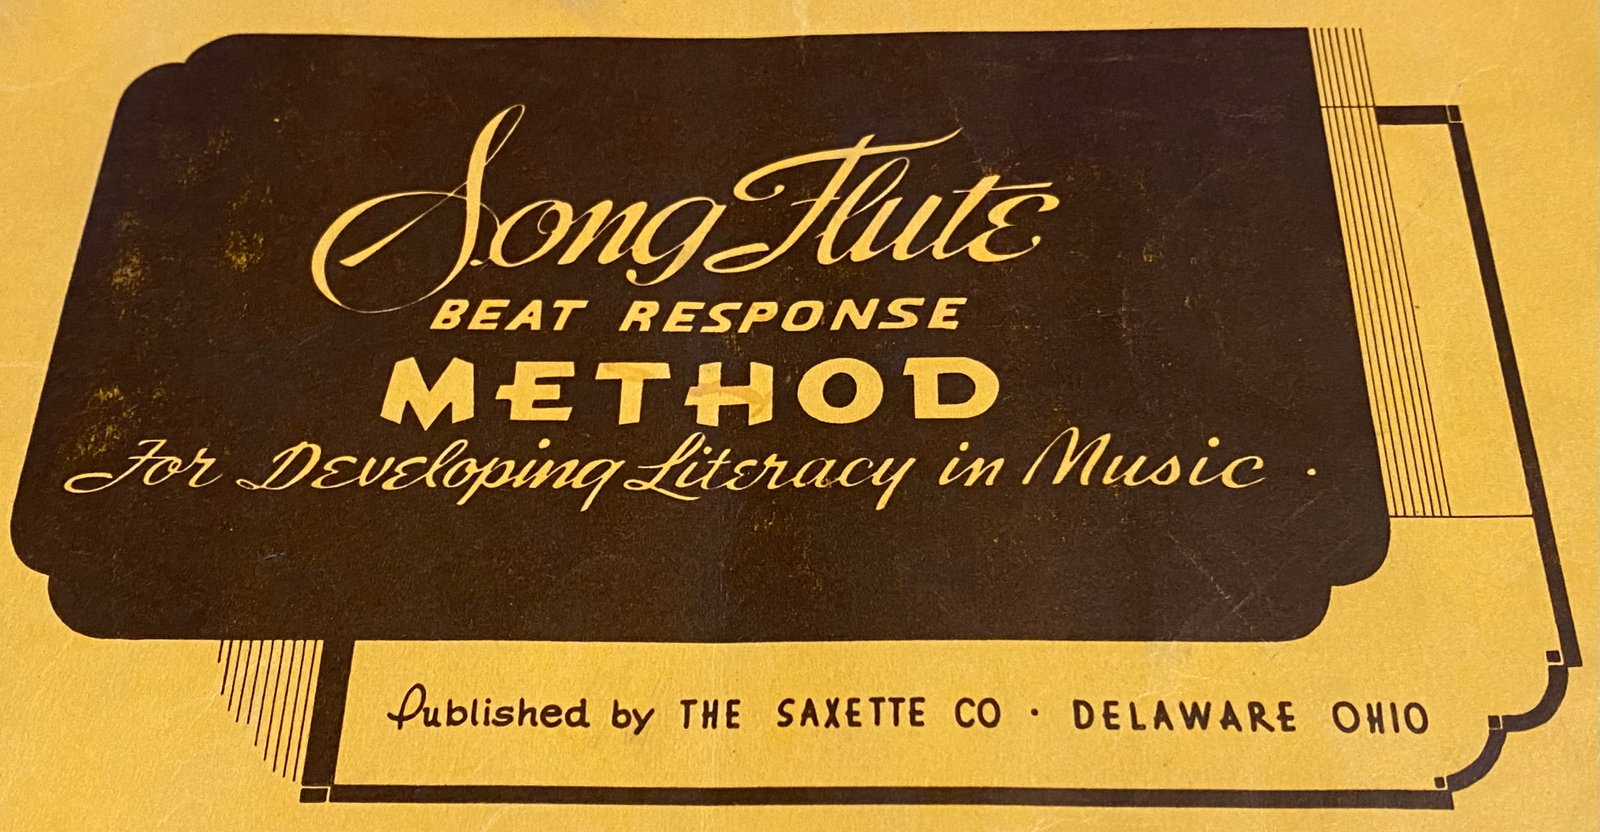 Song Flute
BEAT RESPONSE
METHOD
For Developing Literacy in Music .
Published by THE SAXETTE CO · DELAWARE OHIO